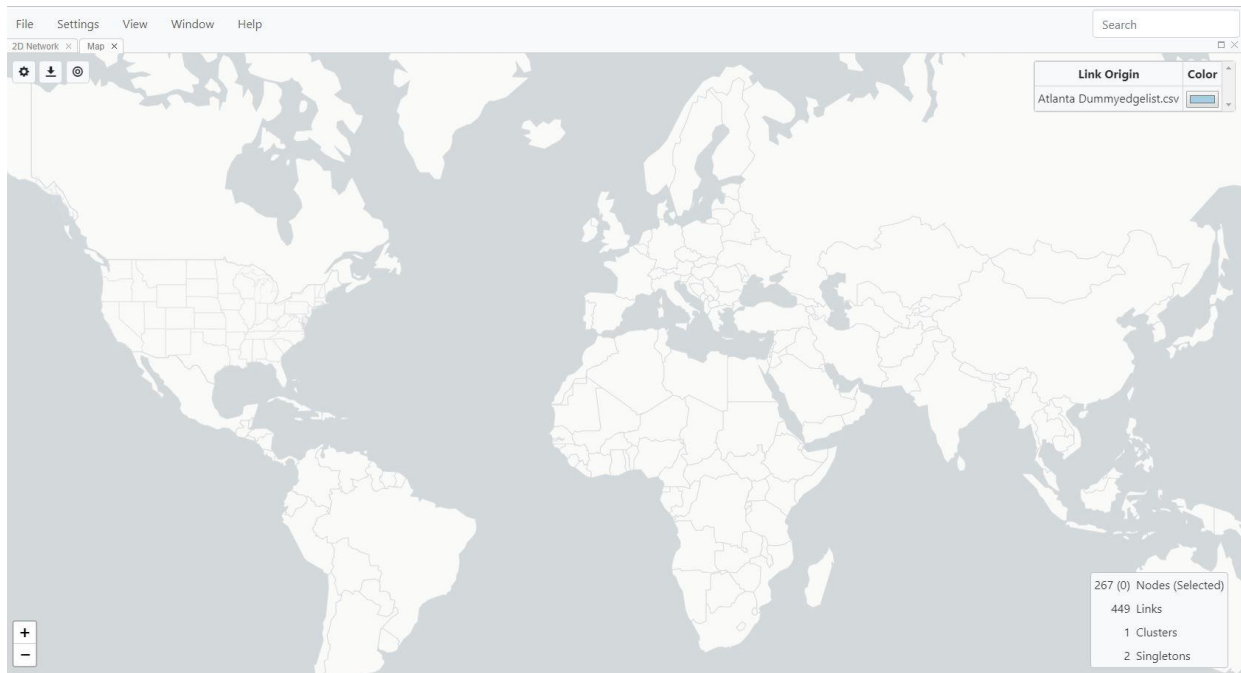 File Settings View Window Help Search
2D Network × Map ×
Link Origin Color
Atlanta Dummyedgelist.csv
267 (0) Nodes (Selected)
449 Links
1 Clusters
2 Singletons
+
−